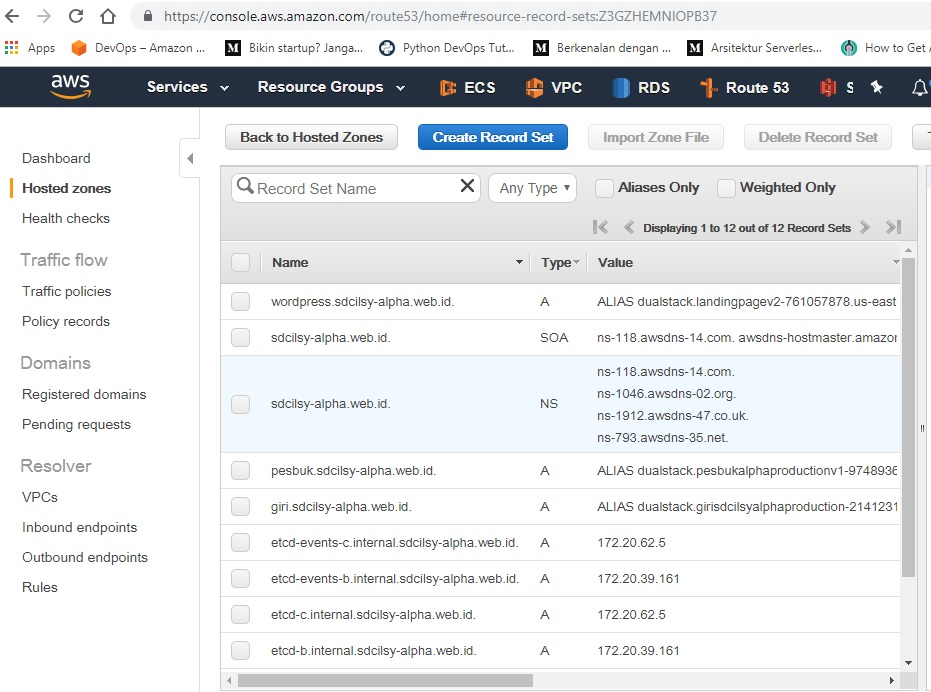 https://console.aws.amazon.com/route53/home#resource-record-sets:Z3GZHEMNIOPB37
Apps DevOps – Amazon ... Bikin startup? Janga... Python DevOps Tut... Berkenalan dengan ... Arsitektur Serverles... How to Get
aws Services Resource Groups ECS VPC RDS Route 53 S
Back to Hosted Zones Create Record Set Import Zone File Delete Record Set
Dashboard
Hosted zones
Health checks
Traffic flow
Traffic policies
Policy records
Domains
Registered domains
Pending requests
Resolver
VPCs
Inbound endpoints
Outbound endpoints
Rules
Record Set Name Any Type Aliases Only Weighted Only
Displaying 1 to 12 out of 12 Record Sets
Name Type Value
wordpress.sdcilsy-alpha.web.id. A ALIAS dualstack.landingpagev2-761057878.us-east
sdcilsy-alpha.web.id. SOA ns-118.awsdns-14.com. awsdns-hostmaster.amazon
sdcilsy-alpha.web.id. NS ns-118.awsdns-14.com.
ns-1046.awsdns-02.org.
ns-1912.awsdns-47.co.uk.
ns-793.awsdns-35.net.
pesbuk.sdcilsy-alpha.web.id. A ALIAS dualstack.pesbukalphaproductionv1-9748936
giri.sdcilsy-alpha.web.id. A ALIAS dualstack.girisdcilsyalphaproduction-2141231
etcd-events-c.internal.sdcilsy-alpha.web.id. A 172.20.62.5
etcd-events-b.internal.sdcilsy-alpha.web.id. A 172.20.39.161
etcd-c.internal.sdcilsy-alpha.web.id. A 172.20.62.5
etcd-b.internal.sdcilsy-alpha.web.id. A 172.20.39.161